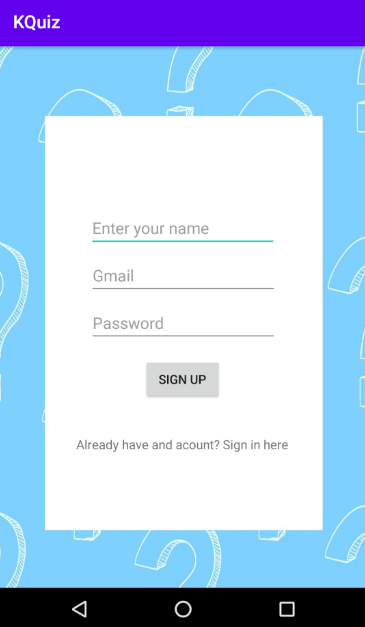 KQuiz
Enter your name
Gmail
Password
SIGN UP
Already have and acount? Sign in here